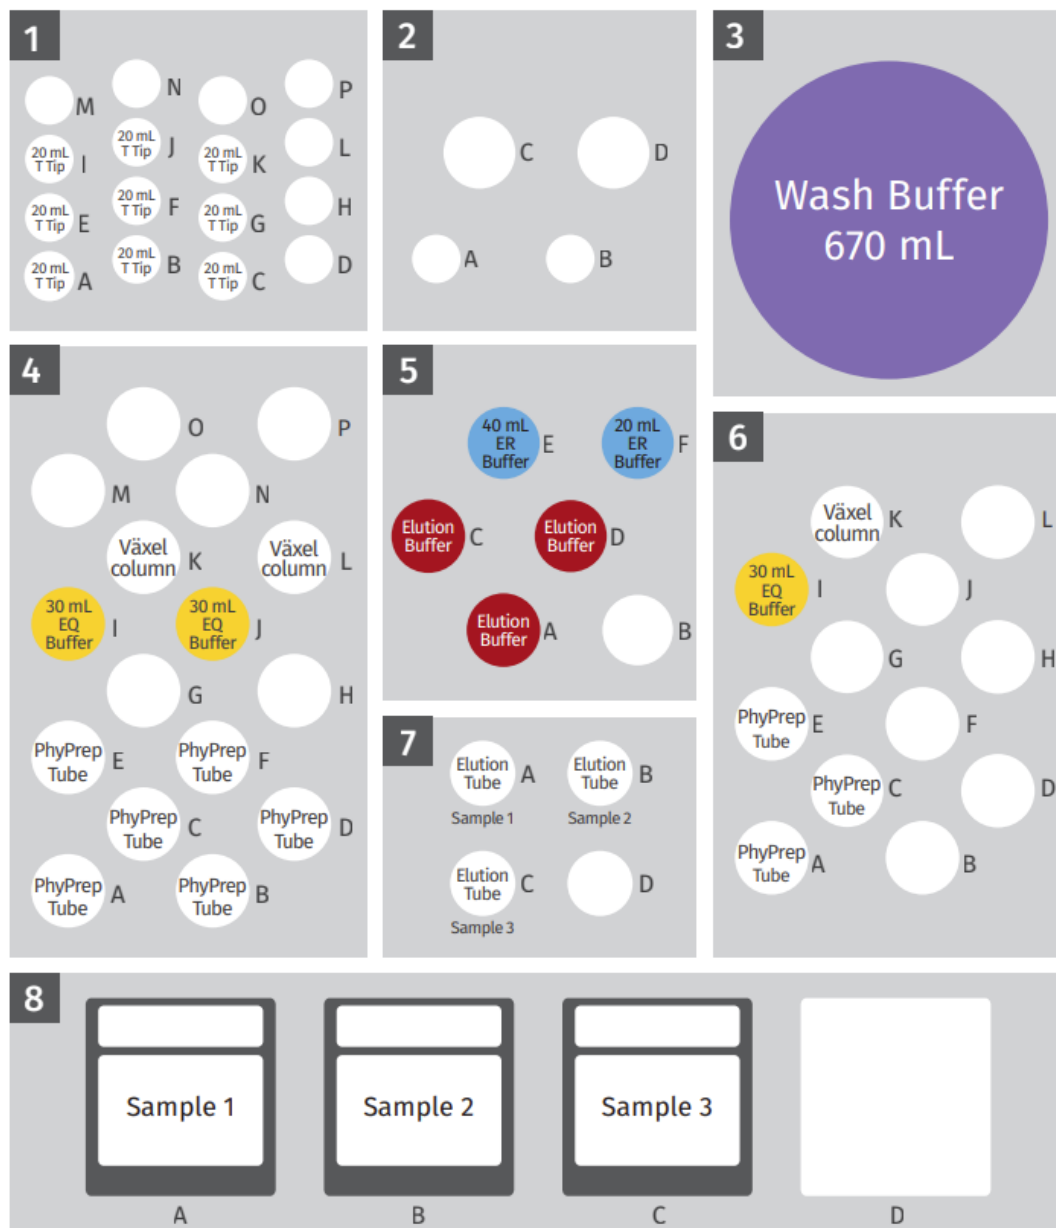 1
M
N
O
P
20 mL
T Tip
I
20 mL
T Tip
J
20 mL
T Tip
K
L
20 mL
T Tip
E
20 mL
T Tip
F
20 mL
T Tip
G
H
20 mL
T Tip
A
20 mL
T Tip
B
20 mL
T Tip
C
D
2
C
D
A
B
3
Wash Buffer
670 mL
4
O
P
M
N
Växel
column
K
Växel
column
L
30 mL
EQ
Buffer
I
30 mL
EQ
Buffer
J
G
H
PhyPrep
Tube
E
PhyPrep
Tube
F
PhyPrep
Tube
C
PhyPrep
Tube
D
PhyPrep
Tube
A
PhyPrep
Tube
B
5
40 mL
ER
Buffer
E
20 mL
ER
Buffer
F
Elution
Buffer
C
Elution
Buffer
D
Elution
Buffer
A
B
6
Växel
column
K
L
30 mL
EQ
Buffer
I
J
G
H
PhyPrep
Tube
E
F
PhyPrep
Tube
C
D
PhyPrep
Tube
A
B
7
Elution
Tube
A
Sample 1
Elution
Tube
B
Sample 2
Elution
Tube
C
Sample 3
D
8
Sample 1
Sample 2
Sample 3
A
B
C
D